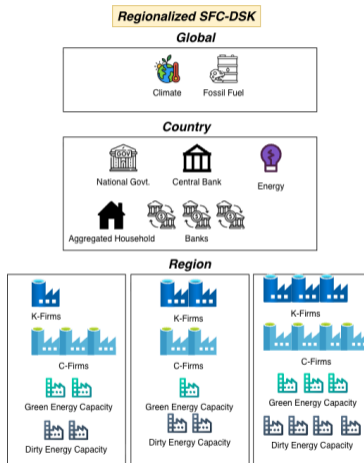 Regionalized SFC-DSK
Global
Climate
Fossil Fuel
Country
GOV
National Govt.
Central Bank
Energy
Aggregated Household
Banks
Region
K-Firms
C-Firms
Green Energy Capacity
Dirty Energy Capacity
K-Firms
C-Firms
Green Energy Capacity
Dirty Energy Capacity
K-Firms
C-Firms
Green Energy Capacity
Dirty Energy Capacity